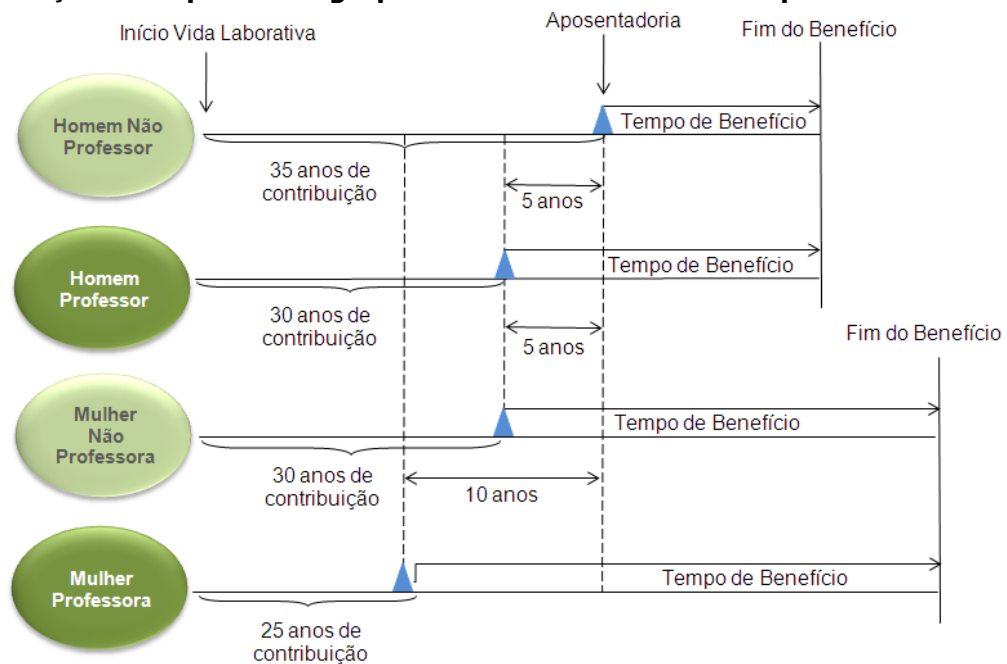 Início Vida Laborativa
Aposentadoria
Fim do Benefício
Homem Não
Professor
Tempo de Benefício
35 anos de
contribuição
5 anos
Homem
Professor
Tempo de Benefício
30 anos de
contribuição
5 anos
Fim do Benefício
Mulher
Não
Professora
Tempo de Benefício
30 anos de
contribuição
10 anos
Mulher
Professora
Tempo de Benefício
25 anos de
contribuição